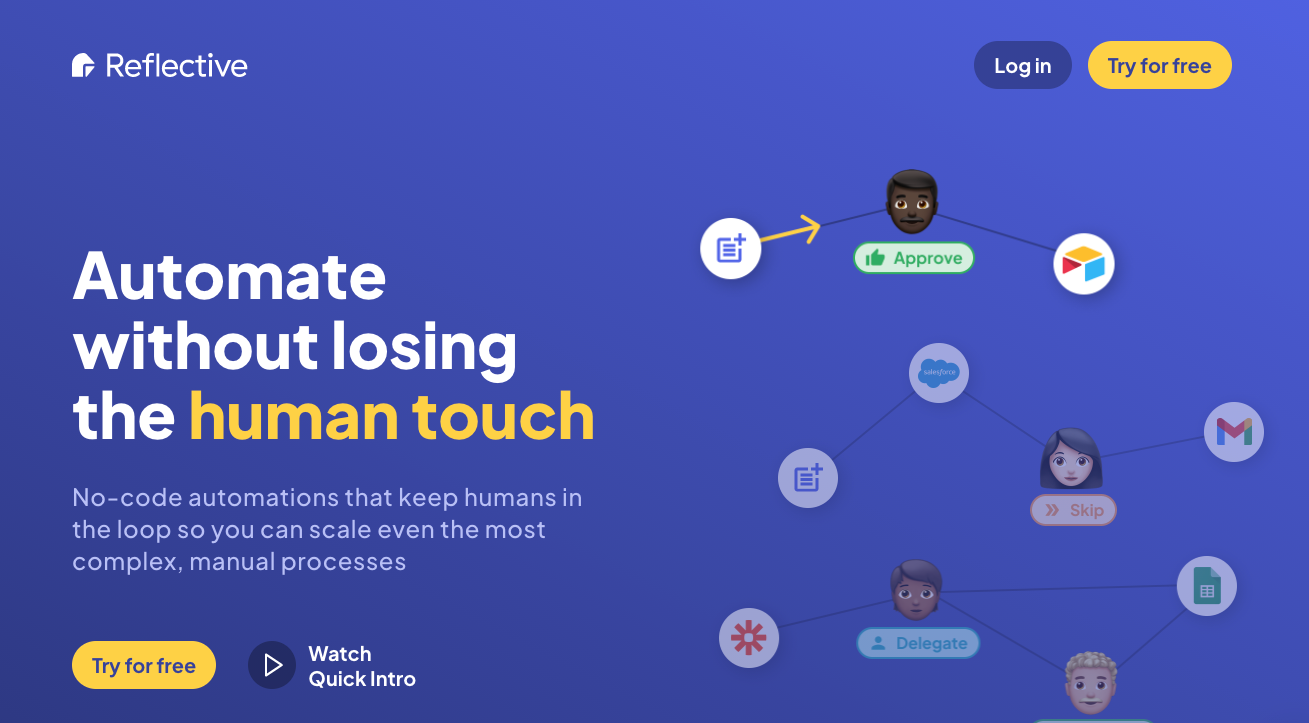 Reflective
Log in
Try for free
Approve
Automate
without losing
the human touch
salesforce
No-code automations that keep humans in
the loop so you can scale even the most
complex, manual processes
Skip
Delegate
Try for free
Watch
Quick Intro